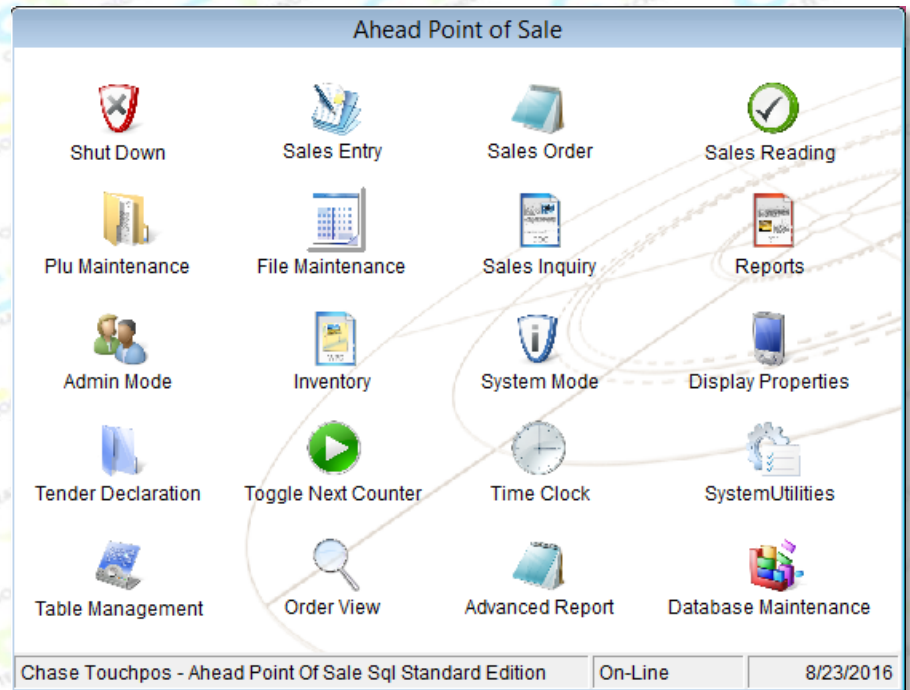 Ahead Point of Sale
Shut Down
Sales Entry
Sales Order
Sales Reading
Plu Maintenance
File Maintenance
Sales Inquiry
Reports
Admin Mode
Inventory
System Mode
Display Properties
Tender Declaration
Toggle Next Counter
Time Clock
SystemUtilities
Table Management
Order View
Advanced Report
Database Maintenance
Chase Touchpos - Ahead Point Of Sale Sql Standard Edition
On-Line
8/23/2016